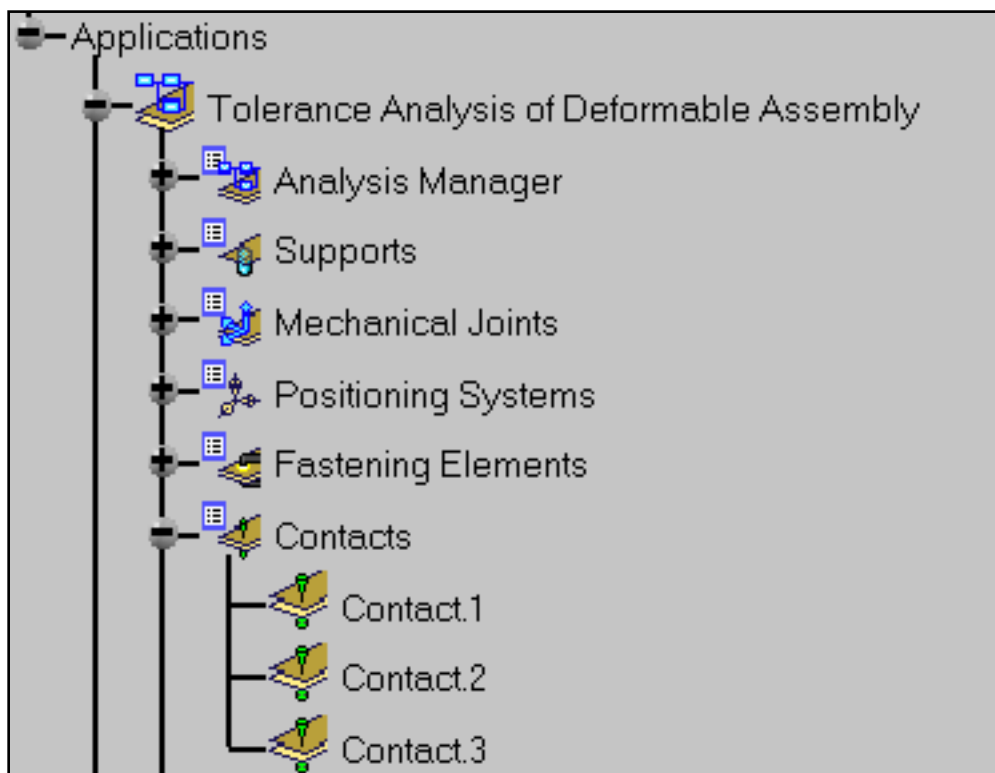 Applications
Tolerance Analysis of Deformable Assembly
Analysis Manager
Supports
Mechanical Joints
Positioning Systems
Fastening Elements
Contacts
Contact.1
Contact.2
Contact.3